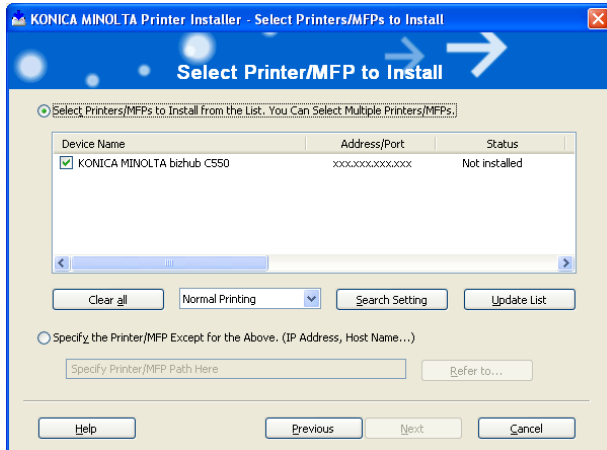 KONICA MINOLTA Printer Installer - Select Printers/MFPs to Install
Select Printer/MFP to Install
Select Printers/MFPs to Install from the List. You Can Select Multiple Printers/MFPs.
Device Name Address/Port Status
KONICA MINOLTA bizhub C550 xxx.xxx.xxx.xxx Not installed
Clear all Normal Printing Search Setting Update List
Specify the Printer/MFP Except for the Above. (IP Address, Host Name...)
Specify Printer/MFP Path Here Refer to...
Help Previous Next Cancel